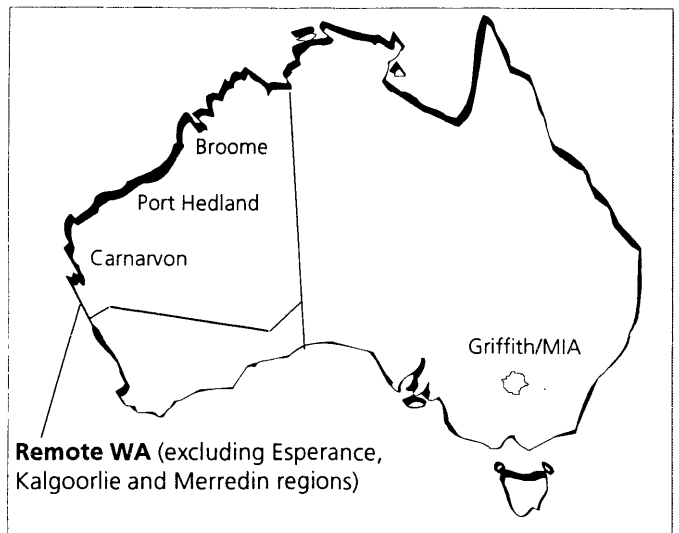 Broome
Port Hedland
Carnarvon
Griffith/MIA
Remote WA (excluding Esperance,
Kalgoorlie and Merredin regions)